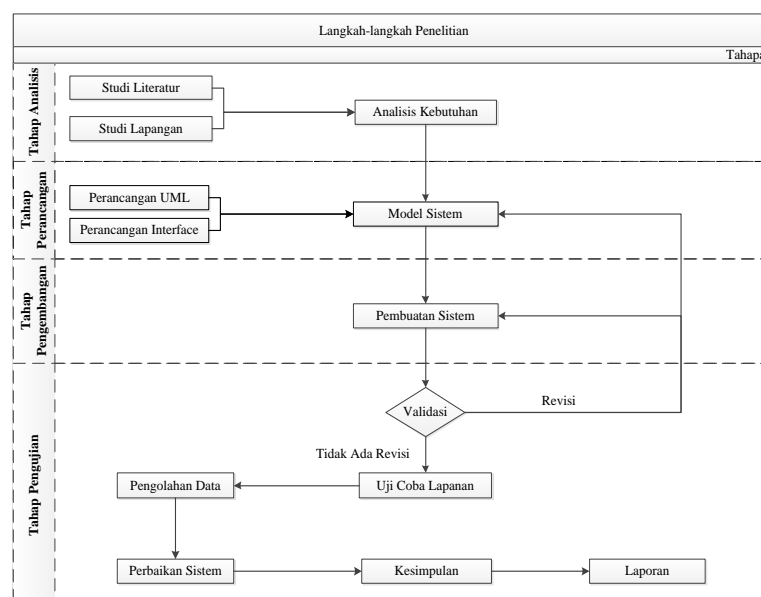 Langkah-langkah Penelitian
Tahapa
Tahap Analisis
Studi Literatur
Studi Lapangan
Analisis Kebutuhan
Tahap
Perancangan
Perancangan UML
Perancangan Interface
Model Sistem
Tahap
Pengembangan
Pembuatan Sistem
Tahap Pengujian
Validasi
Revisi
Tidak Ada Revisi
Pengolahan Data
Uji Coba Lapanan
Perbaikan Sistem
Kesimpulan
Laporan